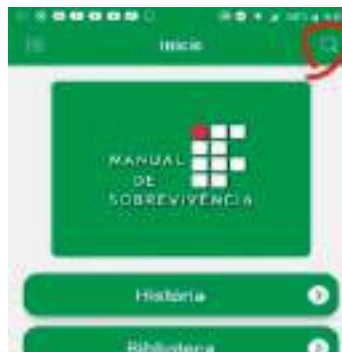 Início
MANUAL
DE
SOBREVIVÊNCIA
História
Biblioteca